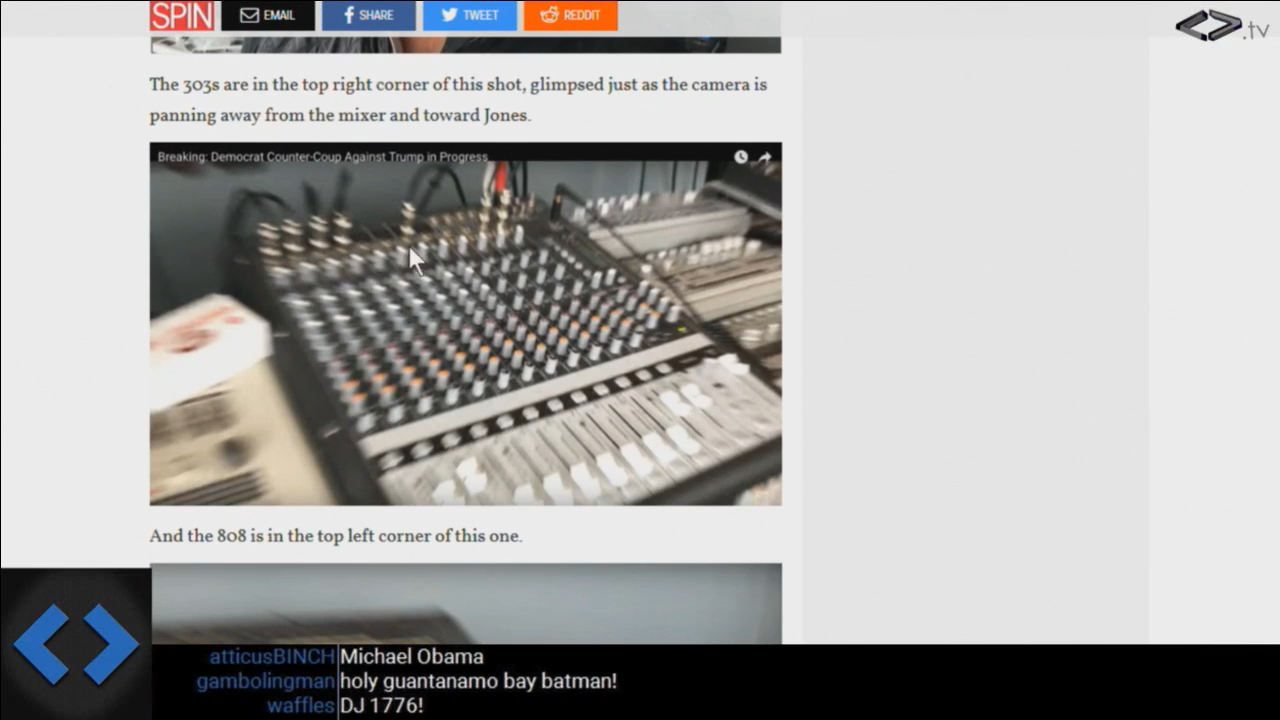 SPIN EMAIL SHARE TWEET REDDIT
.tv
The 303s are in the top right corner of this shot, glimpsed just as the camera is
panning away from the mixer and toward Jones.
Breaking: Democrat Counter-Coup Against Trump in Progress
And the 808 is in the top left corner of this one.
atticusBINCH Michael Obama
gambolingman holy guantanamo bay batman!
waffles DJ 1776!